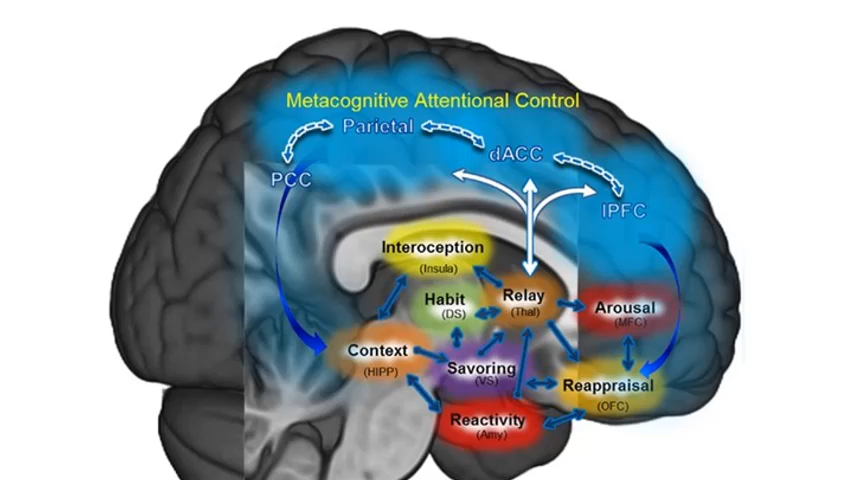 Metacognitive Attentional Control
Parietal
dACC
PCC
lPFC
Interoception
(Insula)
Habit
(DS)
Relay
(Thal)
Arousal
(MFC)
Context
(HIPP)
Savoring
(VS)
Reappraisal
(OFC)
Reactivity
(Amy)